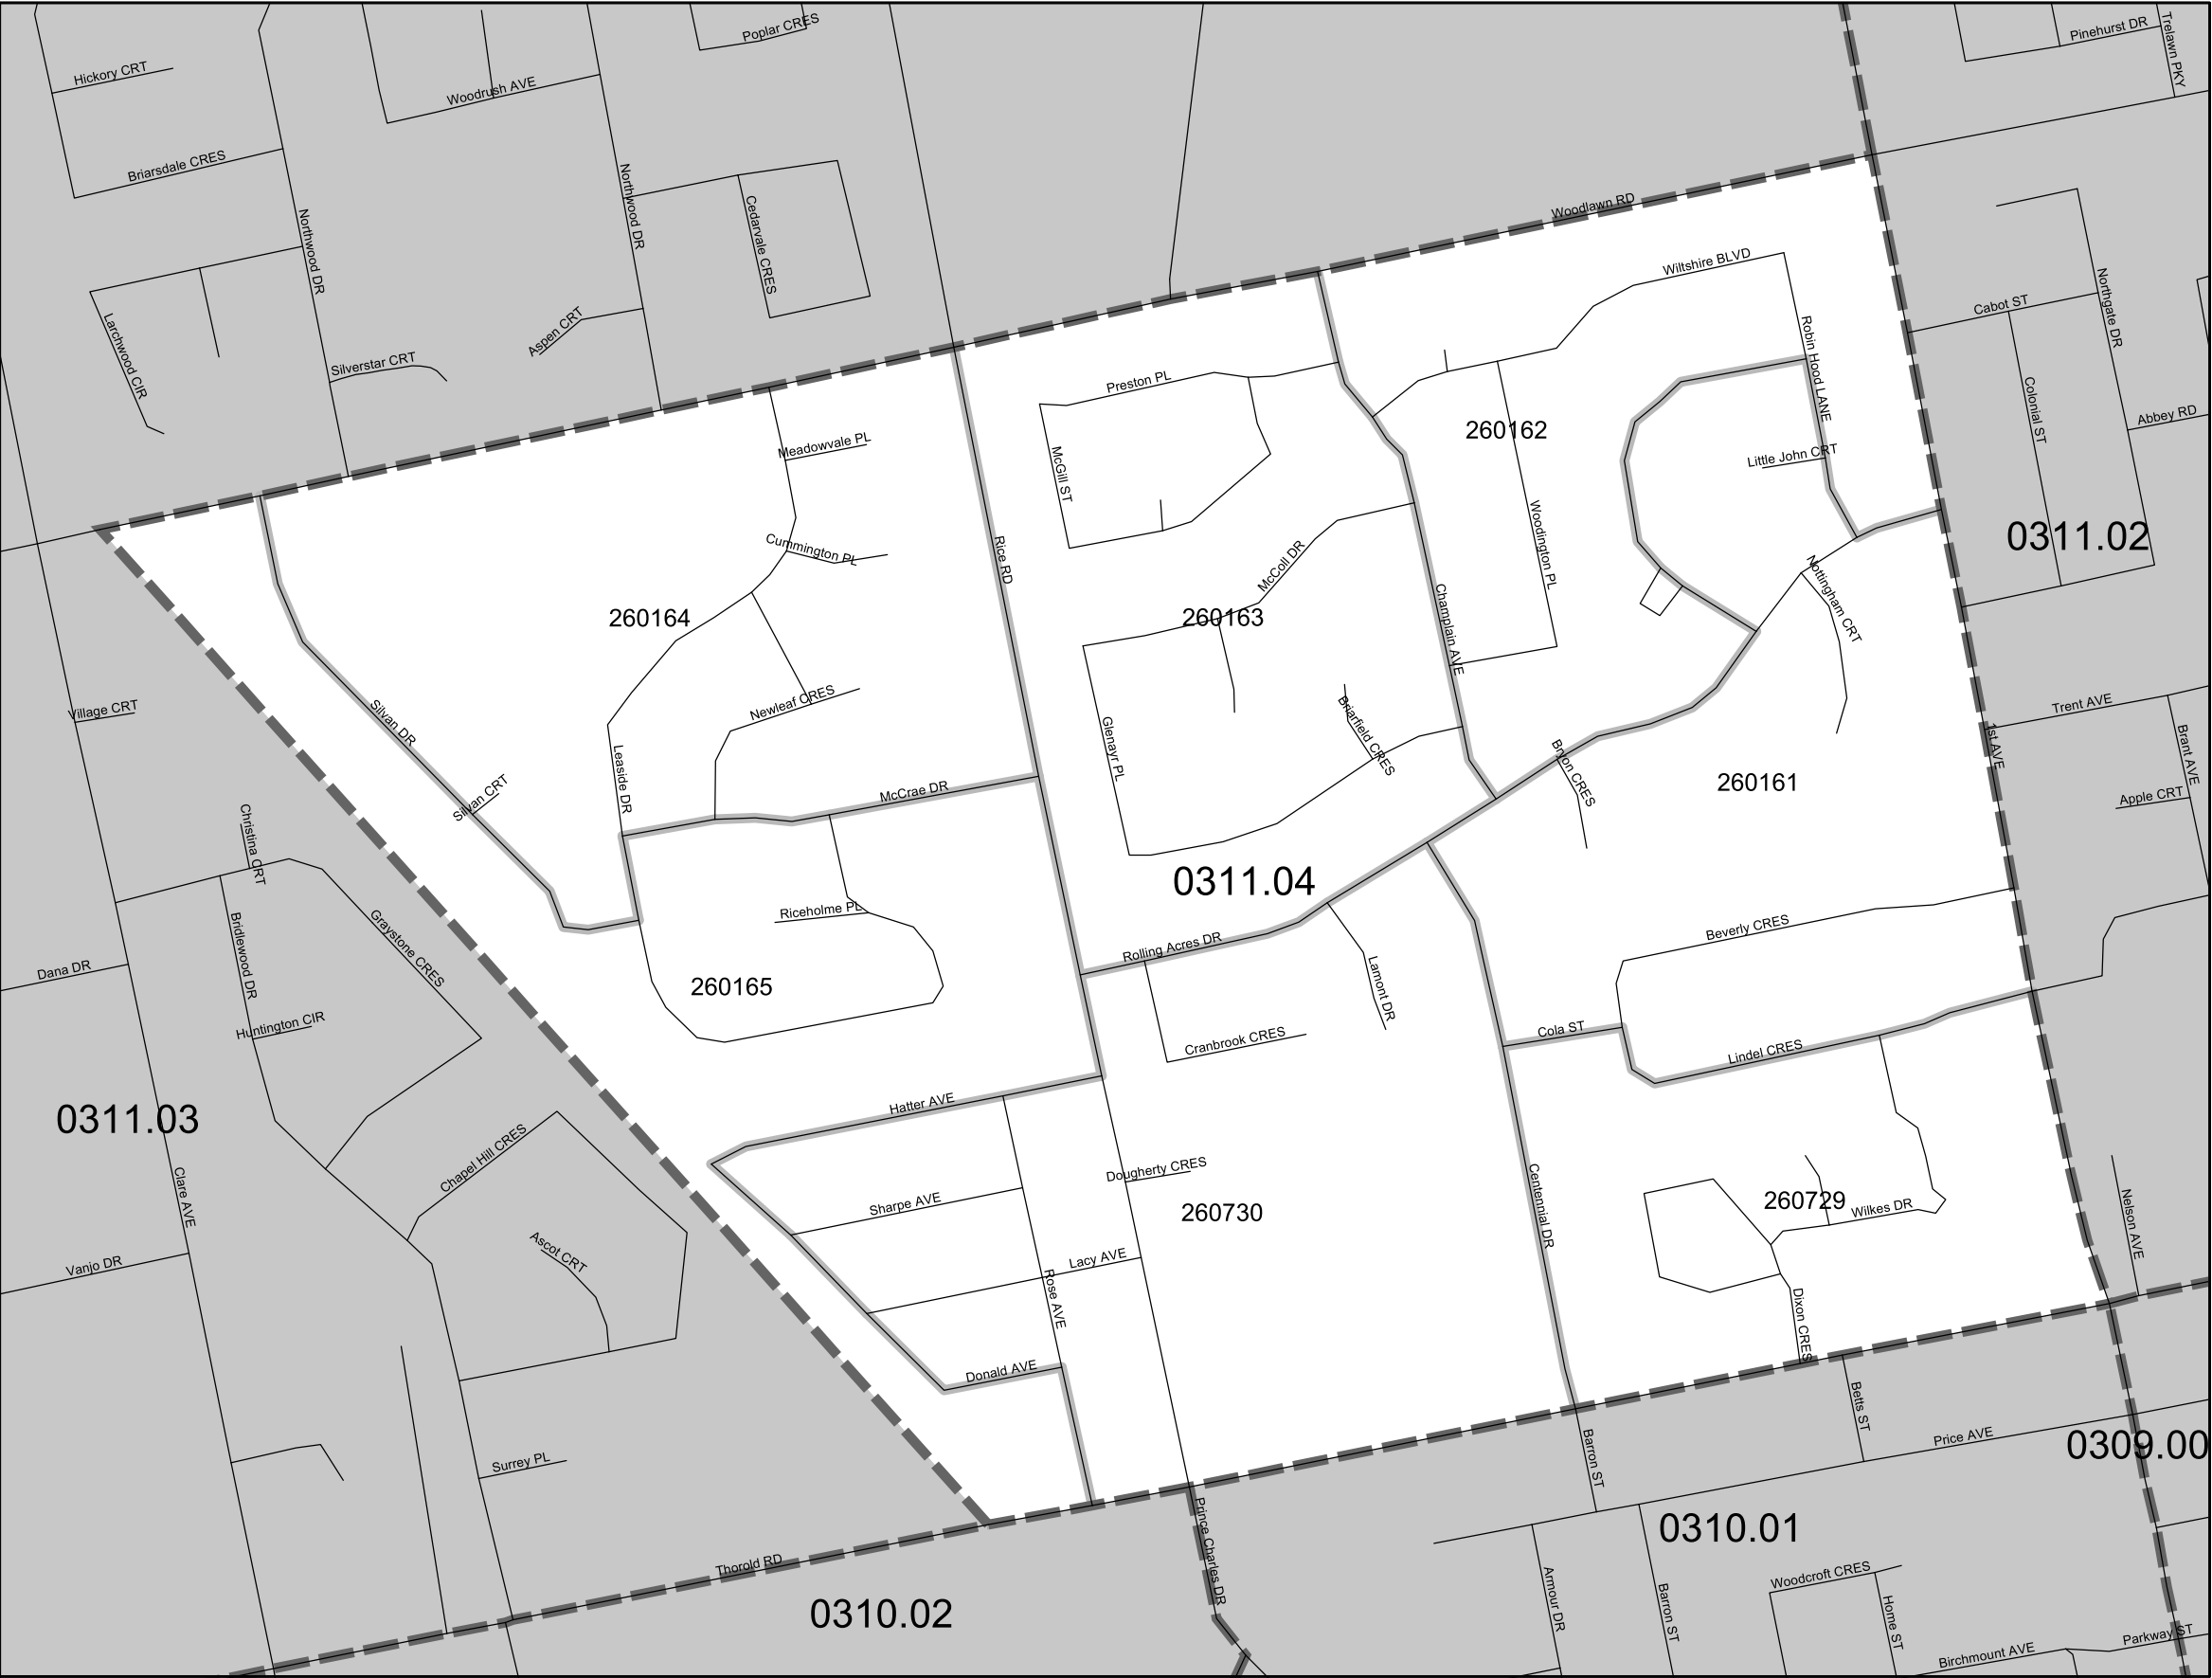 Poplar CRES
Pinehurst DR
Trelawn PKY
Hickory CRT
Woodrush AVE
Briarsdale CRES
Northwood DR
Northwood DR
Cedarvale CRES
Woodlawn RD
Wiltshire BLVD
Cabot ST
Northgate DR
Larchwood CIR
Silverstar CRT
Aspen CRT
Robin Hood LANE
Preston PL
Colonial ST
Abbey RD
260162
Meadowvale PL
McGill ST
Little John CRT
Woodington PL
0311.02
Cummington PL
Rice RD
McColl DR
Nottingham CRT
260164
260163
Champlain AVE
Village CRT
Silvan DR
Newleaf CRES
Briarfield CRES
Trent AVE
1st AVE
Brant AVE
Glenayr PL
Leaside DR
Bryon CRES
260161
McCrae DR
Silvan CRT
Apple CRT
Christina CRT
0311.04
Riceholme PL
Graystone CRES
Bridlewood DR
Beverly CRES
Rolling Acres DR
Dana DR
260165
Lamont DR
Huntington CIR
Cranbrook CRES
Cola ST
Lindel CRES
0311.03
Hatter AVE
Chapel Hill CRES
Dougherty CRES
Clare AVE
Sharpe AVE
260730
Centennial DR
260729
Wilkes DR
Nelson AVE
Ascot CRT
Vanjo DR
Lacy AVE
Rose AVE
Dixon CRES
Donald AVE
Betts ST
Price AVE
0309.00
Surrey PL
Barron ST
Prince Charles DR
0310.01
Thorold RD
0310.02
Armour DR
Barron ST
Woodcroft CRES
Home ST
Birchmount AVE
Parkway ST